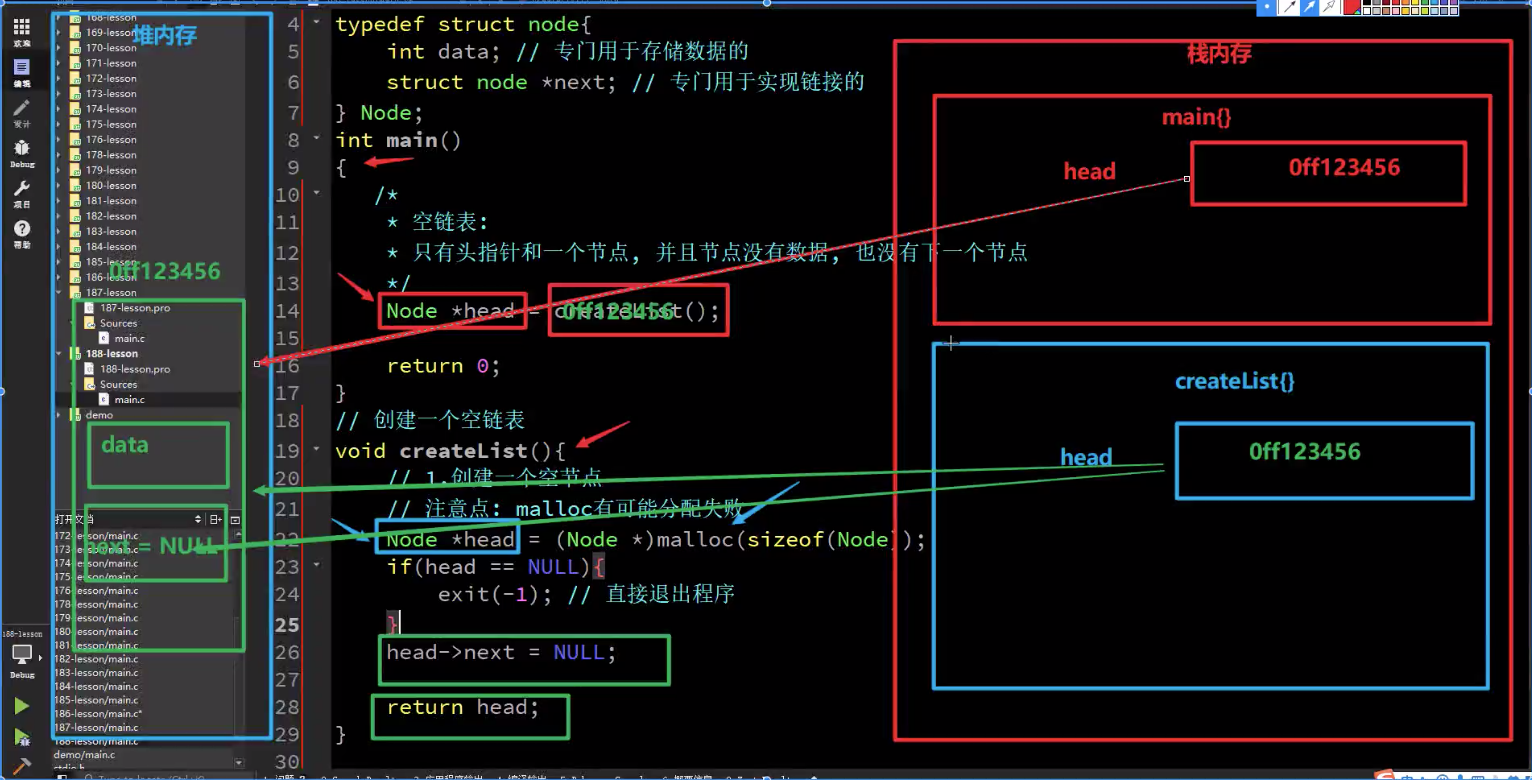 168-lesson
169-lesson
170-lesson
171-lesson
172-lesson
173-lesson
174-lesson
175-lesson
176-lesson
178-lesson
179-lesson
180-lesson
181-lesson
182-lesson
183-lesson
184-lesson
185-lesson
186-lesson
187-lesson
187-lesson.pro
Sources
main.c
188-lesson
188-lesson.pro
Sources
main.c
demo
堆内存
0ff123456
data
next = NULL
欢迎
编辑
设计
Debug
项目
帮助
188-lesson
Debug
打开文档
172-lesson/main.c
173-lesson/main.c
174-lesson/main.c
175-lesson/main.c
176-lesson/main.c
178-lesson/main.c
179-lesson/main.c
180-lesson/main.c
181-lesson/main.c
182-lesson/main.c
183-lesson/main.c
184-lesson/main.c
185-lesson/main.c
186-lesson/main.c*
187-lesson/main.c
188-lesson/main.c
demo/main.c
stdio.h
4 typedef struct node{
5 int data; // 专门用于存储数据的
6 struct node *next; // 专门用于实现链接的
7 } Node;
8 int main()
9 {
10 /*
11 * 空链表:
12 * 只有头指针和一个节点, 并且节点没有数据, 也没有下一个节点
13 */
14 Node *head = createList();
0ff123456
15
16 return 0;
17 }
18 // 创建一个空链表
19 void createList(){
20 // 1.创建一个空节点
21 // 注意点: malloc有可能分配失败
22 Node *head = (Node *)malloc(sizeof(Node));
23 if(head == NULL){
24 exit(-1); // 直接退出程序
25 }
26 head->next = NULL;
27
28 return head;
29 }
30
栈内存
main{}
head
0ff123456
createList{}
head
0ff123456